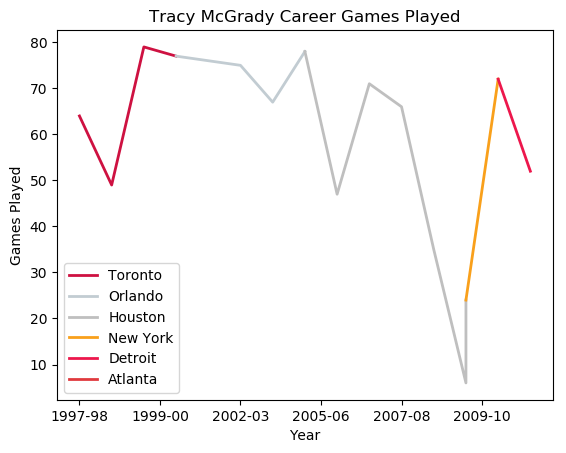 Tracy McGrady Career Games Played
80
70
60
50
40
30
20
10
Games Played
Toronto
Orlando
Houston
New York
Detroit
Atlanta
1997-98 1999-00 2002-03 2005-06 2007-08 2009-10
Year